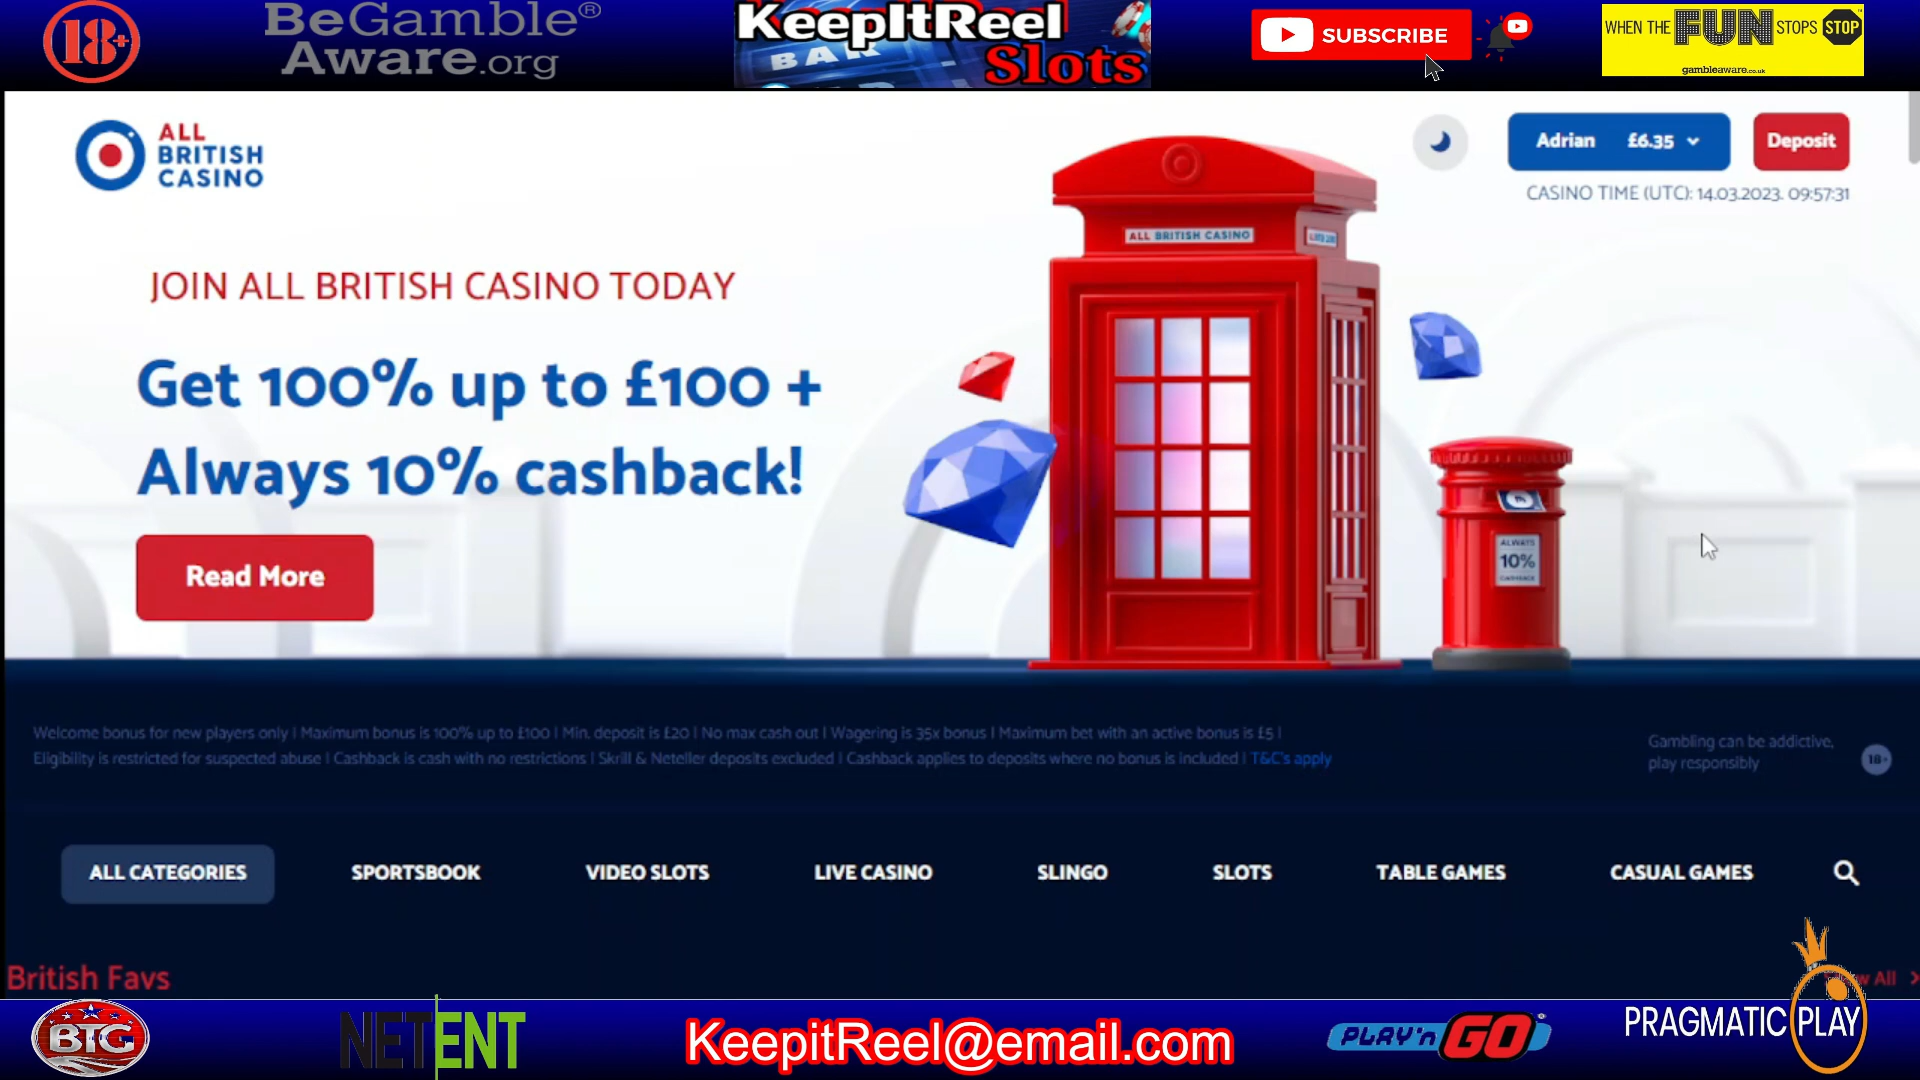 18+
BeGamble®
Aware.org
KeepItReel
Slots
BAR
SUBSCRIBE
WHEN THE FUN STOPS STOP
gambleaware.co.uk
ALL
BRITISH
CASINO
Adrian £6.35
Deposit
CASINO TIME (UTC): 14.03.2023. 09:57:31
ALL BRITISH CASINO
JOIN ALL BRITISH CASINO TODAY
Get 100% up to £100 +
Always 10% cashback!
Read More
ALWAYS
10%
CASHBACK
Welcome bonus for new players only | Maximum bonus is 100% up to £100 | Min. deposit is £20 | No max cash out | Wagering is 35x bonus | Maximum bet with an active bonus is £5 |
Eligibility is restricted for suspected abuse | Cashback is cash with no restrictions | Skrill & Neteller deposits excluded | Cashback applies to deposits where no bonus is included | T&C's apply
Gambling can be addictive,
play responsibly
18+
ALL CATEGORIES
SPORTSBOOK
VIDEO SLOTS
LIVE CASINO
SLINGO
SLOTS
TABLE GAMES
CASUAL GAMES
British Favs
All
BTG
NETENT
KeepitReel@email.com
PLAY'n GO
PRAGMATIC PLAY